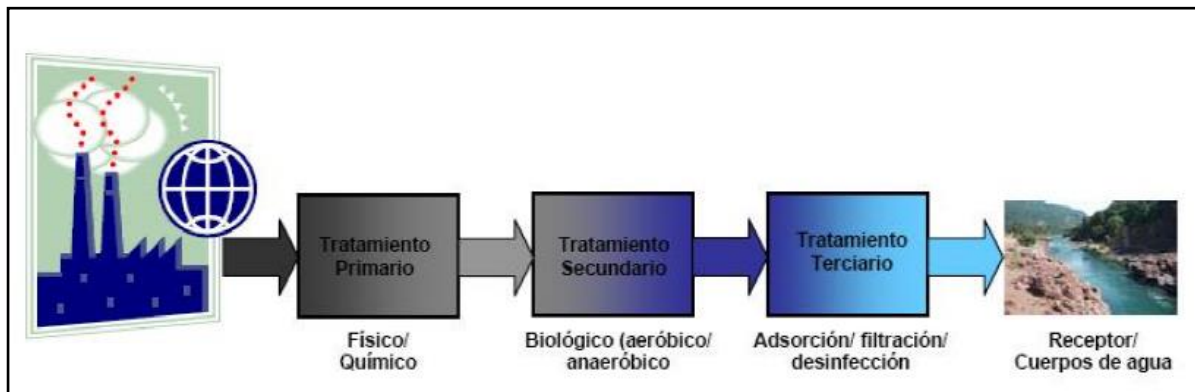 Tratamiento
Primario
Tratamiento
Secundario
Tratamiento
Terciario
Físico/
Químico
Biológico (aeróbico/
anaeróbico
Adsorción/ filtración/
desinfección
Receptor/
Cuerpos de agua